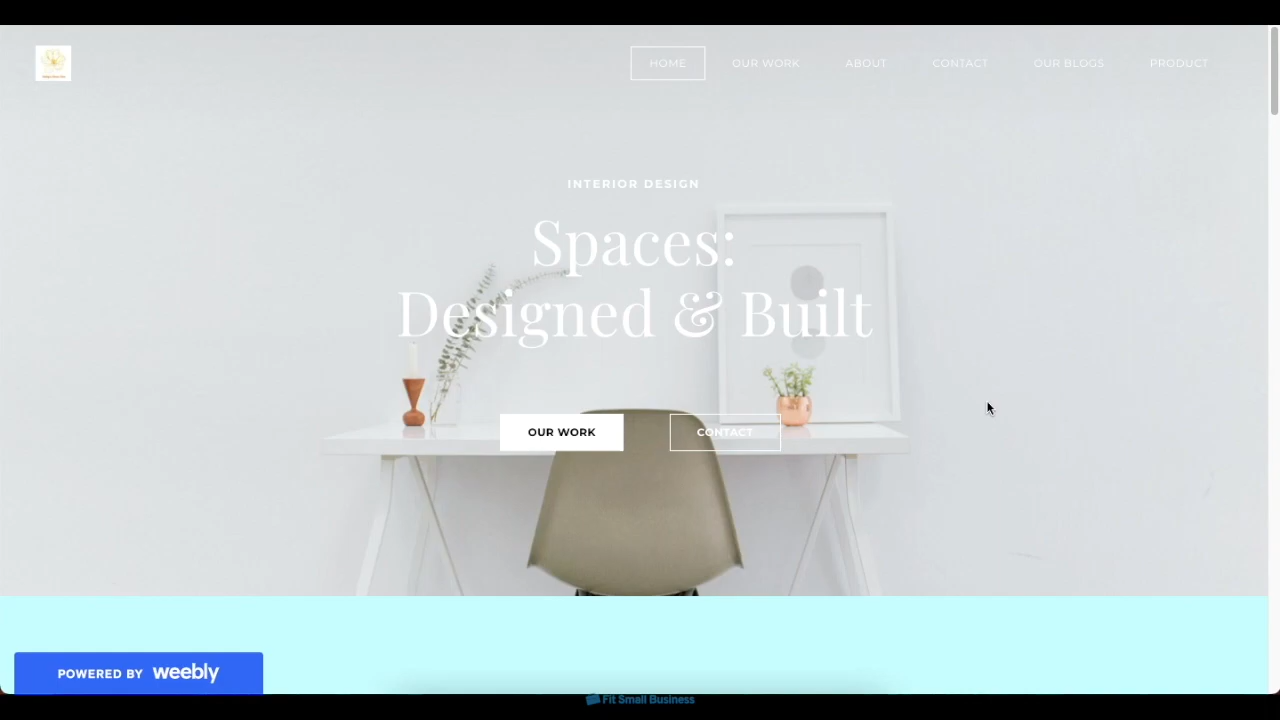 HOME
OUR WORK
ABOUT
CONTACT
OUR BLOGS
PRODUCT
INTERIOR DESIGN
Spaces:
Designed & Built
OUR WORK
CONTACT
POWERED BY weebly
Fit Small Business